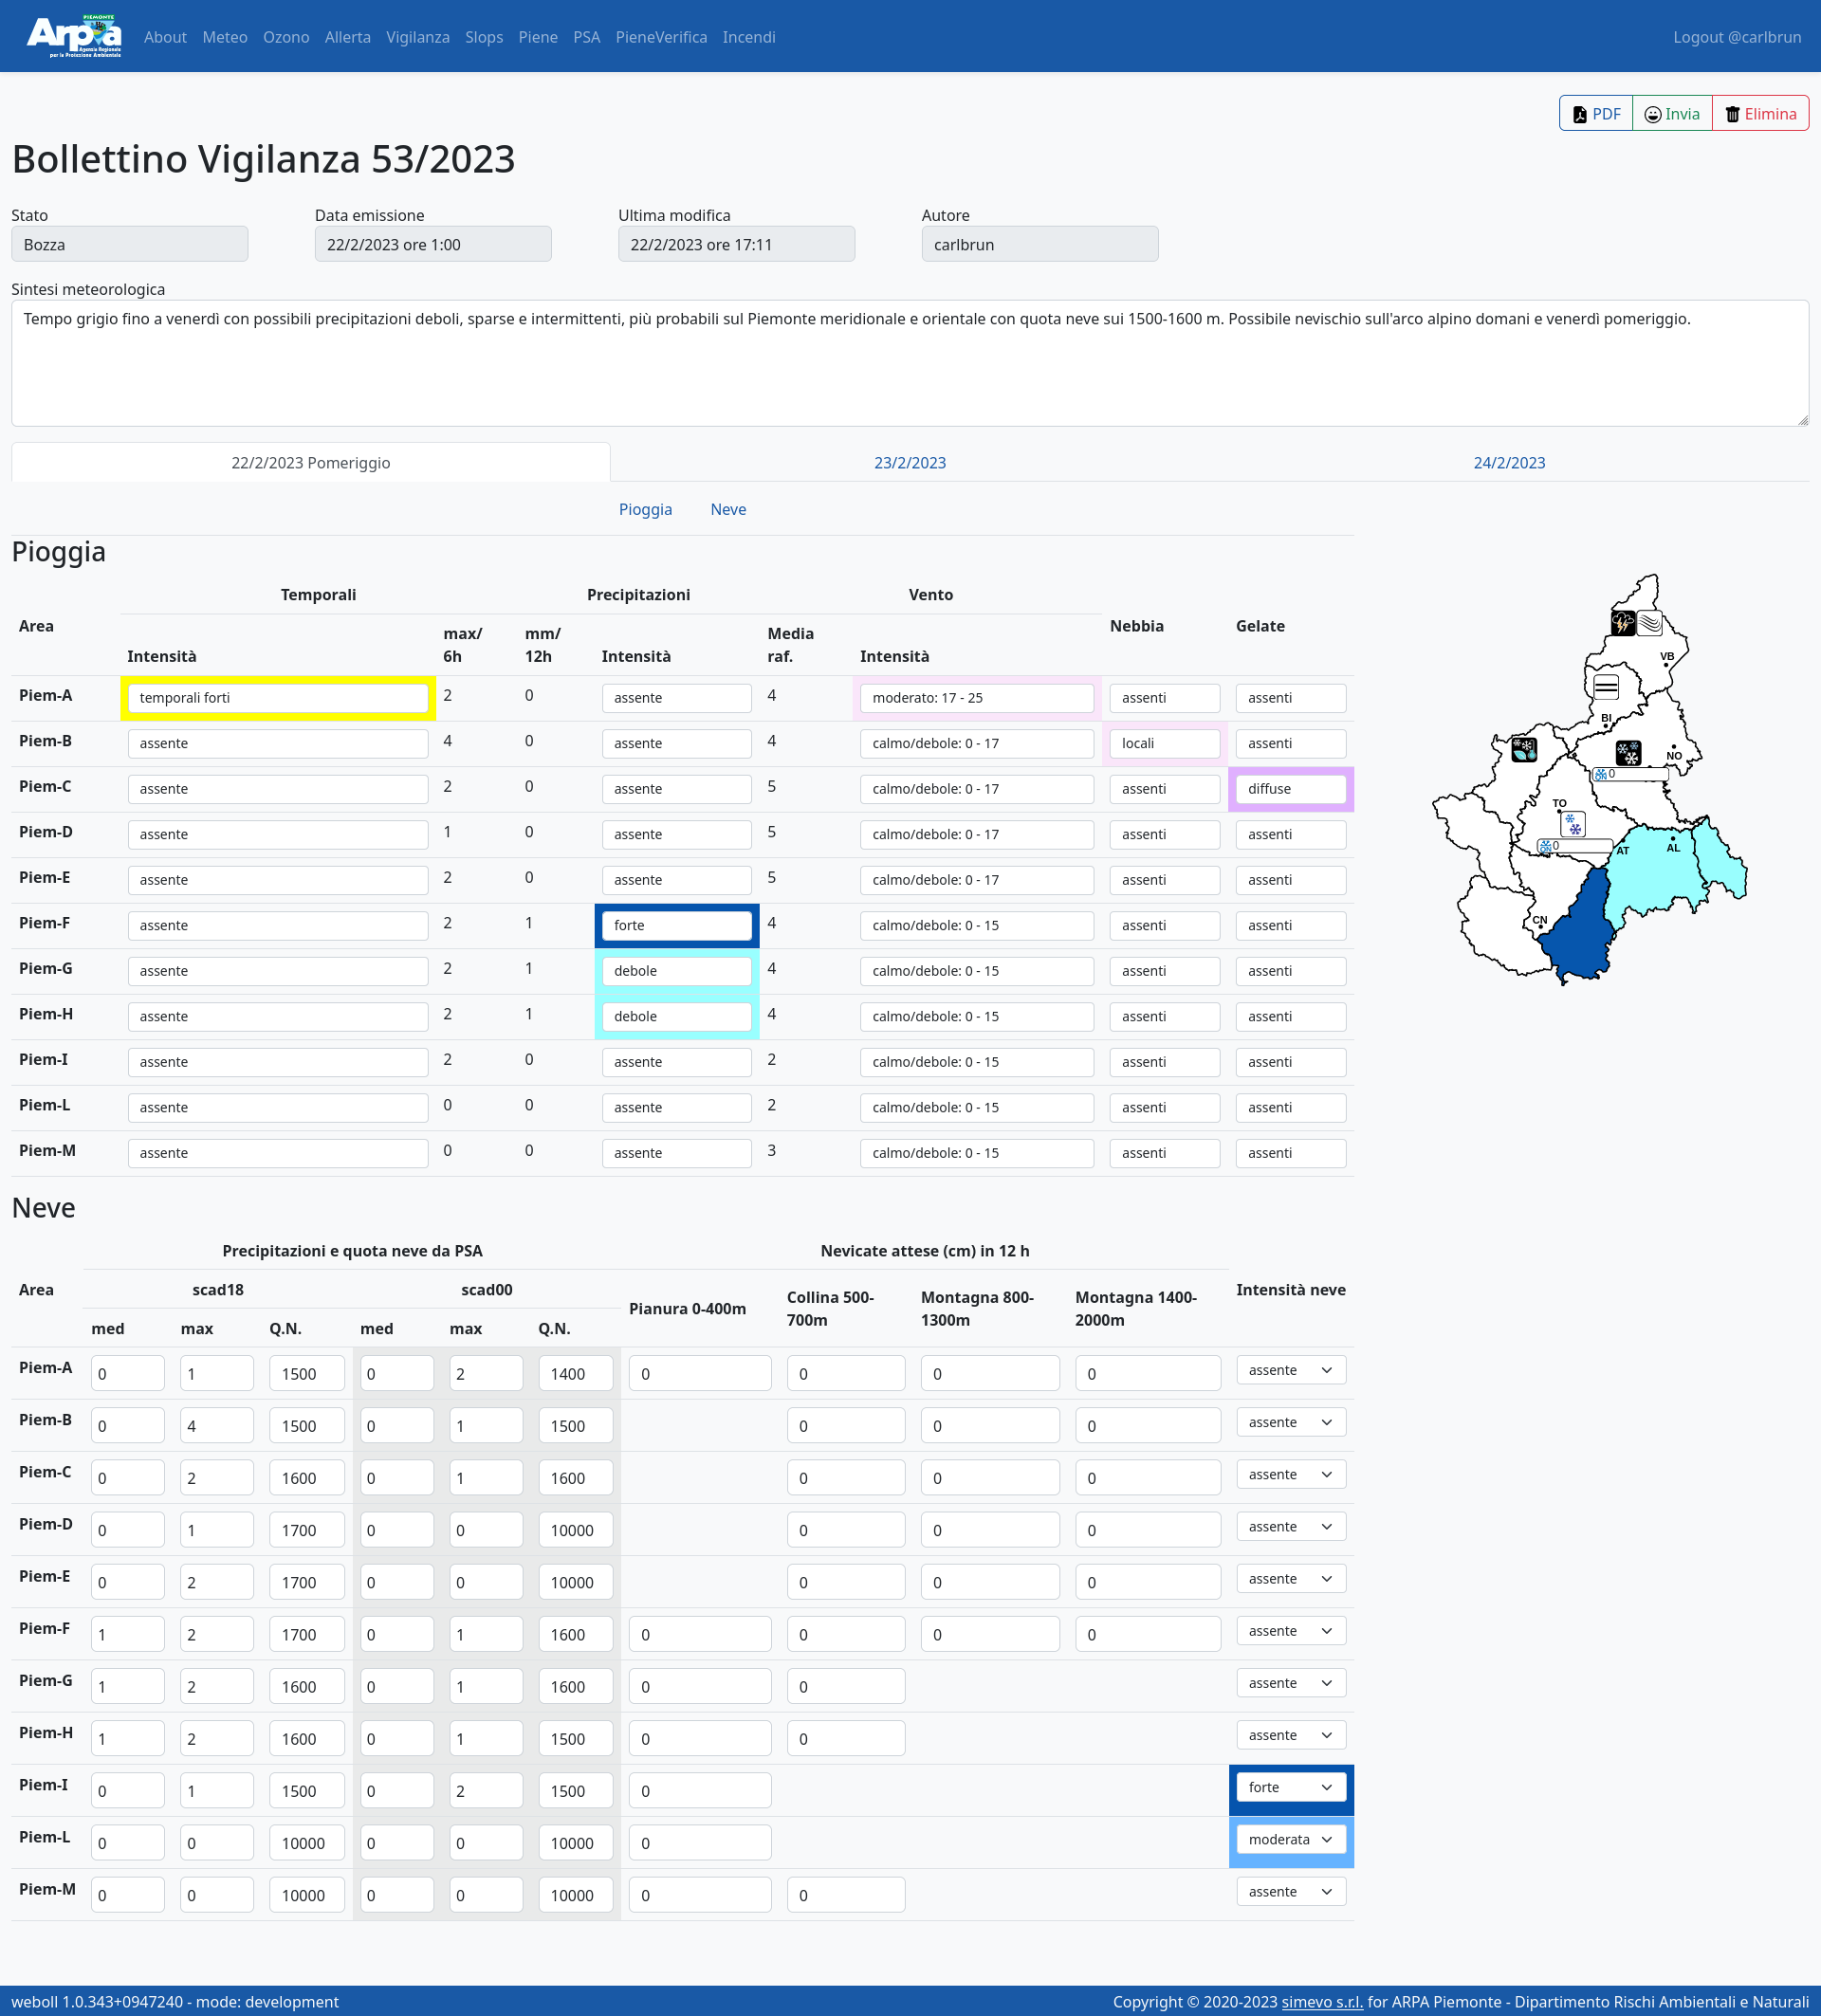 PIEMONTE
Arpa
Agenzia Regionale
per la Protezione Ambientale
About Meteo Ozono Allerta Vigilanza Slops Piene PSA PieneVerifica Incendi Logout @carlbrun
PDF Invia Elimina
Bollettino Vigilanza 53/2023
Stato Data emissione Ultima modifica Autore
Bozza 22/2/2023 ore 1:00 22/2/2023 ore 17:11 carlbrun
Sintesi meteorologica
Tempo grigio fino a venerdì con possibili precipitazioni deboli, sparse e intermittenti, più probabili sul Piemonte meridionale e orientale con quota neve sui 1500-1600 m. Possibile nevischio sull'arco alpino domani e venerdì pomeriggio.
22/2/2023 Pomeriggio 23/2/2023 24/2/2023
Pioggia Neve
Pioggia
Area Temporali Precipitazioni Vento Nebbia Gelate
Intensità max/ 6h mm/ 12h Intensità Media raf. Intensità
Piem-A temporali forti 2 0 assente 4 moderato: 17 - 25 assenti assenti
Piem-B assente 4 0 assente 4 calmo/debole: 0 - 17 locali assenti
Piem-C assente 2 0 assente 5 calmo/debole: 0 - 17 assenti diffuse
Piem-D assente 1 0 assente 5 calmo/debole: 0 - 17 assenti assenti
Piem-E assente 2 0 assente 5 calmo/debole: 0 - 17 assenti assenti
Piem-F assente 2 1 forte 4 calmo/debole: 0 - 15 assenti assenti
Piem-G assente 2 1 debole 4 calmo/debole: 0 - 15 assenti assenti
Piem-H assente 2 1 debole 4 calmo/debole: 0 - 15 assenti assenti
Piem-I assente 2 0 assente 2 calmo/debole: 0 - 15 assenti assenti
Piem-L assente 0 0 assente 2 calmo/debole: 0 - 15 assenti assenti
Piem-M assente 0 0 assente 3 calmo/debole: 0 - 15 assenti assenti
VB
BI
NO
QN 0
TO
QN 0
AT AL
CN
Neve
Area Precipitazioni e quota neve da PSA Nevicate attese (cm) in 12 h Intensità neve
scad18 scad00 Pianura 0-400m Collina 500-700m Montagna 800-1300m Montagna 1400-2000m
med max Q.N. med max Q.N.
Piem-A 0 1 1500 0 2 1400 0 0 0 0 assente
Piem-B 0 4 1500 0 1 1500 0 0 0 assente
Piem-C 0 2 1600 0 1 1600 0 0 0 assente
Piem-D 0 1 1700 0 0 10000 0 0 0 assente
Piem-E 0 2 1700 0 0 10000 0 0 0 assente
Piem-F 1 2 1700 0 1 1600 0 0 0 0 assente
Piem-G 1 2 1600 0 1 1600 0 0 assente
Piem-H 1 2 1600 0 1 1500 0 0 assente
Piem-I 0 1 1500 0 2 1500 0 forte
Piem-L 0 0 10000 0 0 10000 0 moderata
Piem-M 0 0 10000 0 0 10000 0 0 assente
weboll 1.0.343+0947240 - mode: development Copyright © 2020-2023 simevo s.r.l. for ARPA Piemonte - Dipartimento Rischi Ambientali e Naturali